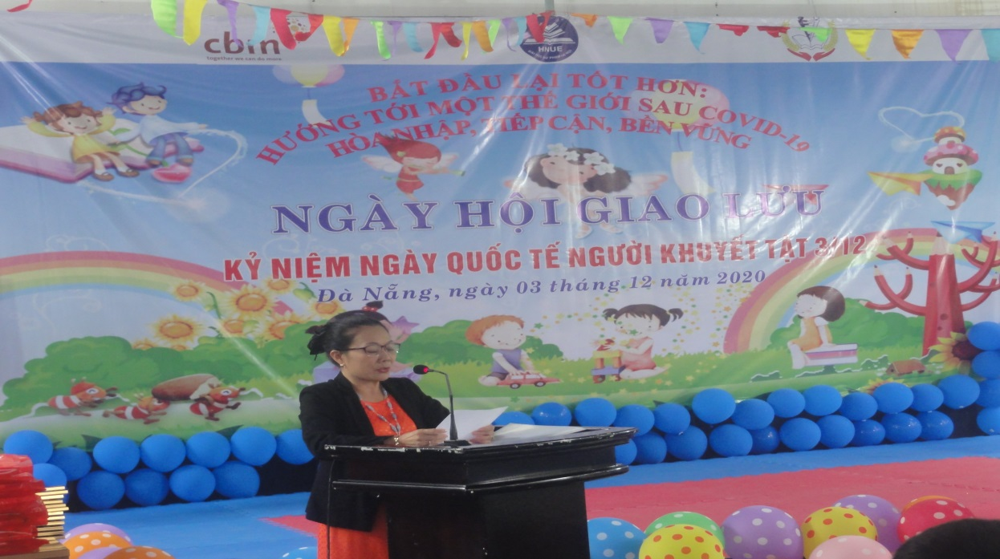 cbm
together we can do more
HNUE
BẮT ĐẦU LẠI TỐT HƠN:
HƯỚNG TỚI MỘT THẾ GIỚI SAU COVID-19
HÒA NHẬP, TIẾP CẬN, BỀN VỮNG
NGÀY HỘI GIAO LƯU
KỶ NIỆM NGÀY QUỐC TẾ NGƯỜI KHUYẾT TẬT 3/12
Đà Nẵng, ngày 03 tháng 12 năm 2020